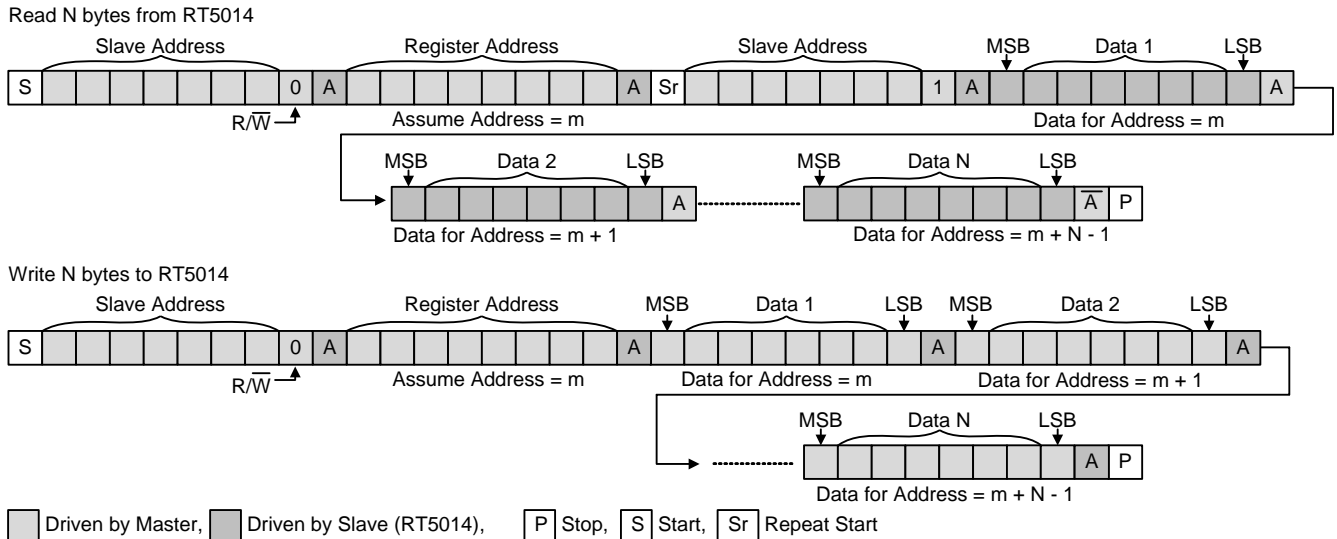 Read N bytes from RT5014
Slave Address Register Address Slave Address MSB Data 1 LSB
S 0 A A Sr 1 A A
R/W̅ Assume Address = m Data for Address = m
MSB Data 2 LSB MSB Data N LSB
A A̅ P
Data for Address = m + 1 Data for Address = m + N - 1
Write N bytes to RT5014
Slave Address Register Address MSB Data 1 LSB MSB Data 2 LSB
S 0 A A A A
R/W̅ Assume Address = m Data for Address = m Data for Address = m + 1
MSB Data N LSB
A P
Data for Address = m + N - 1
Driven by Master, Driven by Slave (RT5014), P Stop, S Start, Sr Repeat Start